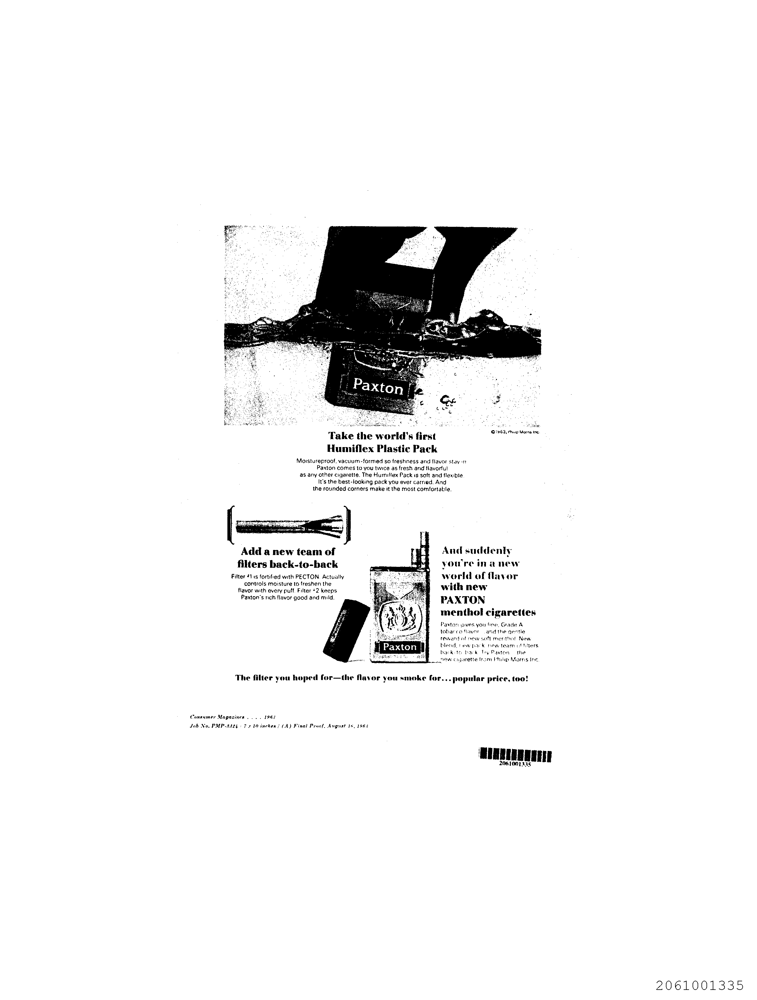 Paxton
© 1963, Philip Morris Inc.
Take the world's first
Humiflex Plastic Pack
Moistureproof, vacuum-formed so freshness and flavor stay in
Paxton comes to you twice as fresh and flavorful
as any other cigarette. The Humiflex Pack is soft and flexible
It's the best-looking pack you ever carried. And
the rounded corners make it the most comfortable.
Add a new team of
filters back-to-back
Filter #1 is fortified with PECTON. Actually
controls moisture to freshen the
flavor with every puff. Filter #2 keeps
Paxton's rich flavor good and mild.
Paxton
And suddenly
you're in a new
world of flavor
with new
PAXTON
menthol cigarettes
Paxton gives you fine, Grade A
tobacco flavor and the gentle
reward of new soft menthol. New
blend, new pack, new team of filters
back-to-back. Try Paxton the
new cigarette from Philip Morris Inc.
The filter you hoped for—the flavor you smoke for...popular price, too!
Consumer Magazines . . . . 1963
Job No. PMP- 7 x 10 inches (A) Final Proof, August
2061001335
2061001335